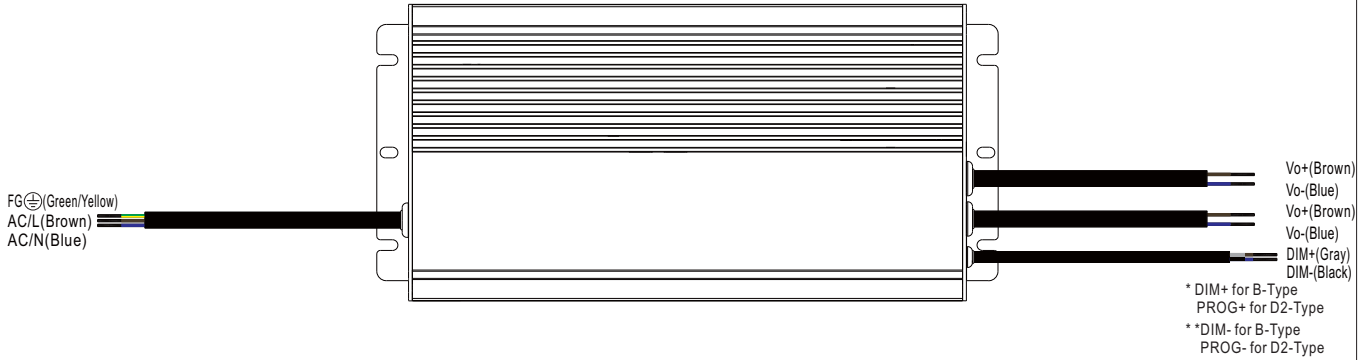 FG⏚(Green/Yellow)
AC/L(Brown)
AC/N(Blue)
Vo+(Brown)
Vo-(Blue)
Vo+(Brown)
Vo-(Blue)
DIM+(Gray)
DIM-(Black)
* DIM+ for B-Type
PROG+ for D2-Type
* *DIM- for B-Type
PROG- for D2-Type